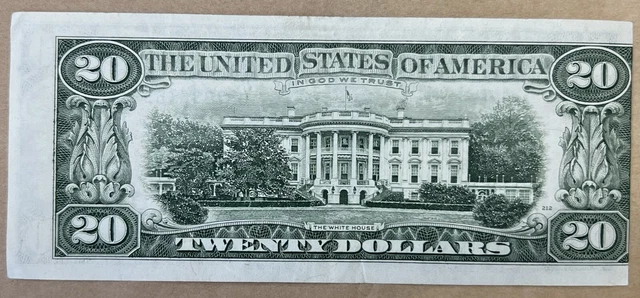 20 THE UNITED STATES OF AMERICA 20
IN GOD WE TRUST
212
THE WHITE HOUSE
20 TWENTY DOLLARS 20